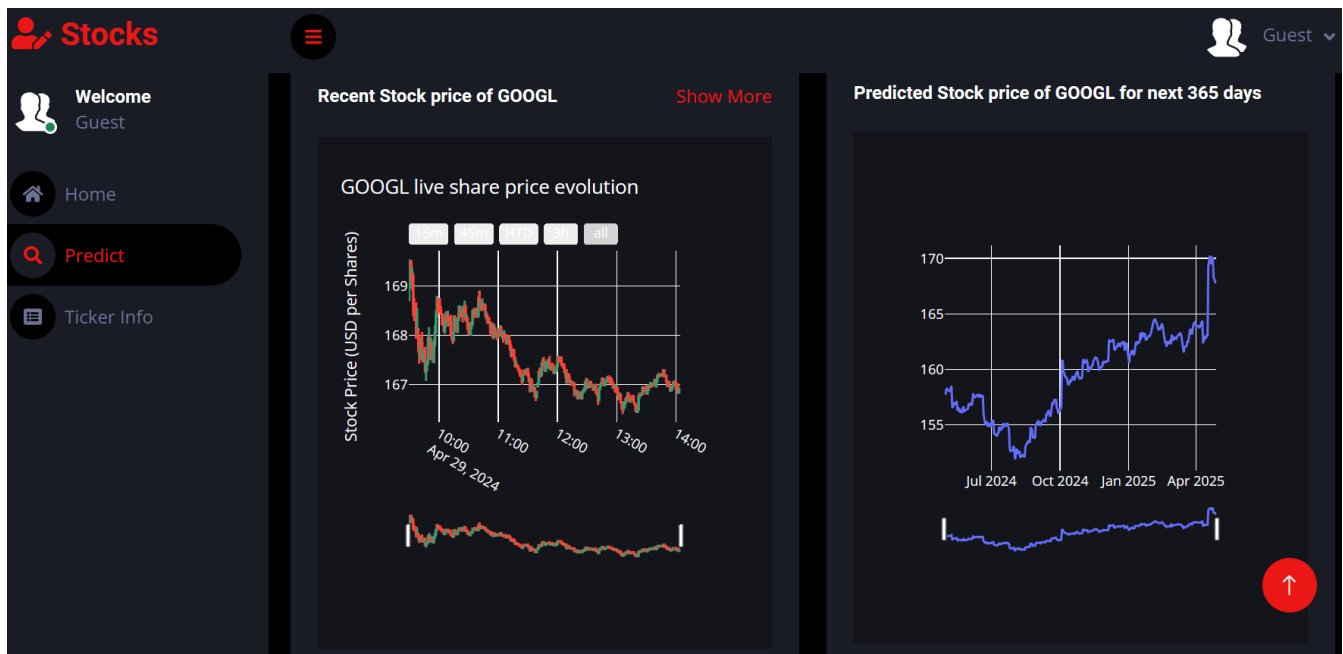 Stocks
Guest
Welcome
Guest
Home
Predict
Ticker Info
Recent Stock price of GOOGL
Show More
GOOGL live share price evolution
15m 45m HTD 3h all
Stock Price (USD per Shares)
169
168
167
10:00 11:00 12:00 13:00 14:00
Apr 29, 2024
Predicted Stock price of GOOGL for next 365 days
170
165
160
155
Jul 2024 Oct 2024 Jan 2025 Apr 2025